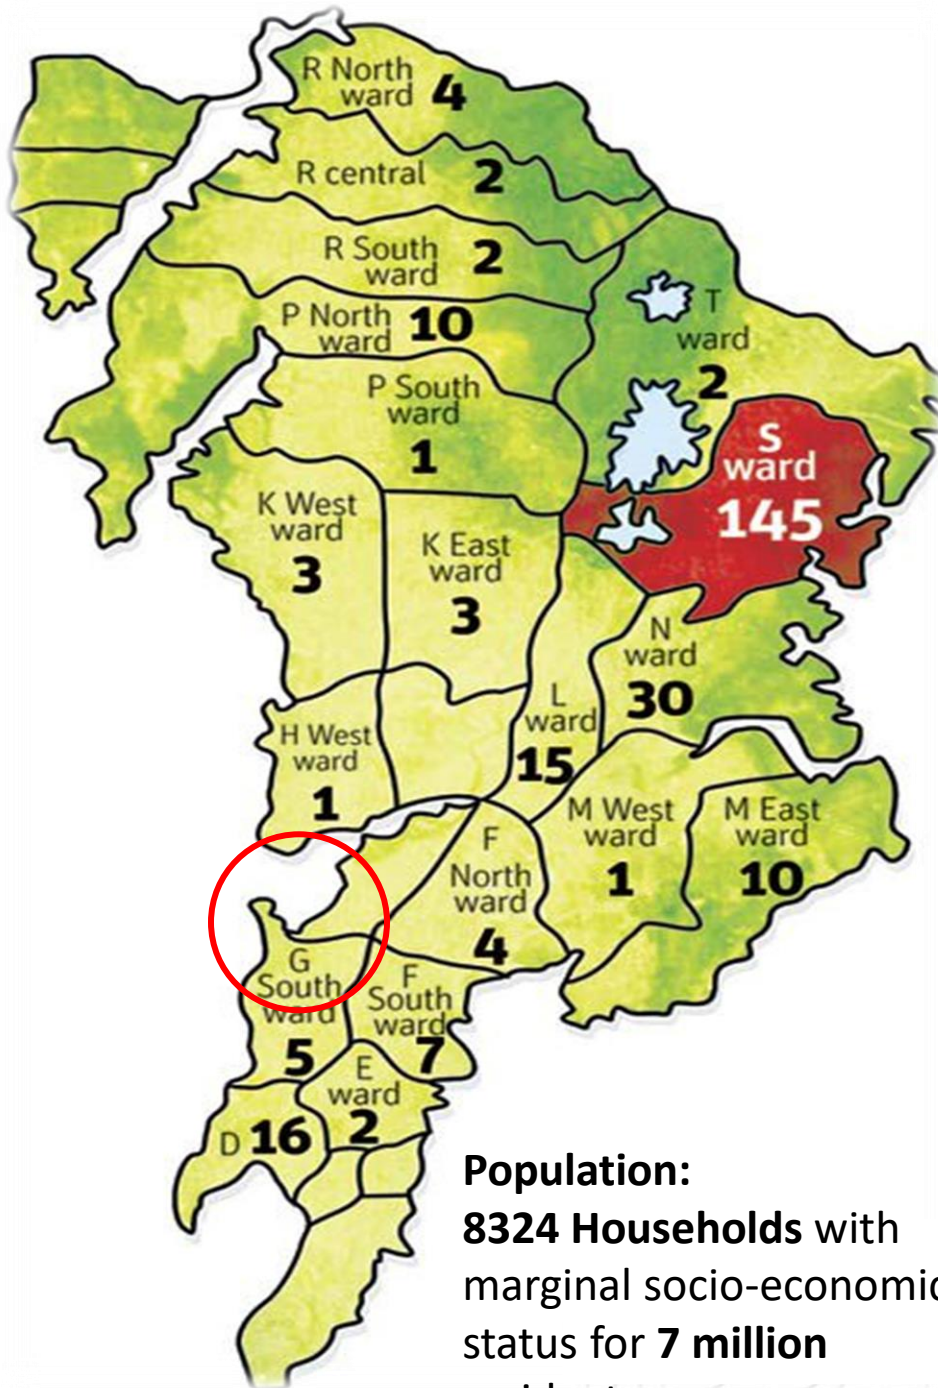 R North
ward 4
R central 2
R South
ward 2
P North
ward 10
T
ward
2
P South
ward
1
S
ward
145
K West
ward
3
K East
ward
3
N
ward
30
L
ward
15
H West
ward
1
M West
ward
1
M East
ward
10
F
North
ward
4
G
South
ward
5
F
South
ward
7
E
ward
2
D 16
Population:
8324 Households with
marginal socio-economic
status for 7 million